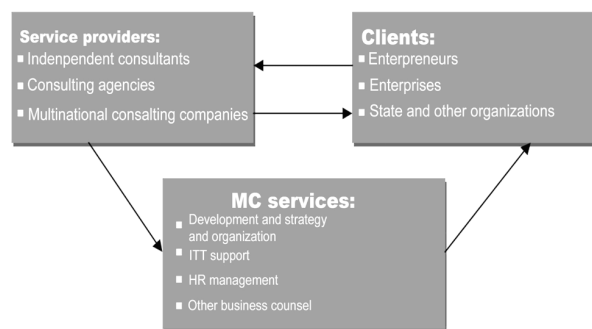 Service providers:
Indenpendent consultants
Consulting agencies
Multinational consalting companies
Clients:
Enterpreneurs
Enterprises
State and other organizations
MC services:
Development and strategy
and organization
ITT support
HR management
Other business counsel